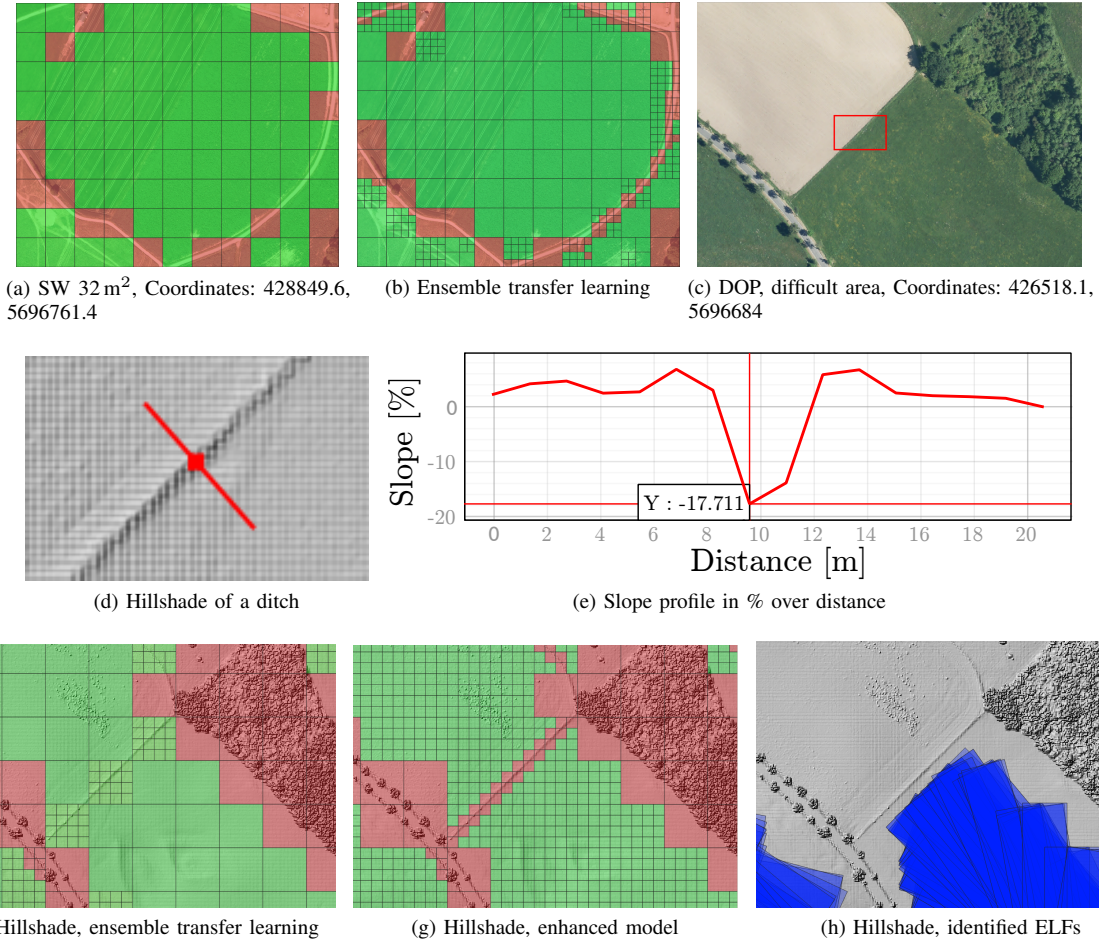 (a) SW 32 m², Coordinates: 428849.6,
5696761.4
(b) Ensemble transfer learning
(c) DOP, difficult area, Coordinates: 426518.1,
5696684
(d) Hillshade of a ditch
Slope [%]
0
-10
-20
Y : -17.711
0 2 4 6 8 10 12 14 16 18 20
Distance [m]
(e) Slope profile in % over distance
Hillshade, ensemble transfer learning
(g) Hillshade, enhanced model
(h) Hillshade, identified ELFs